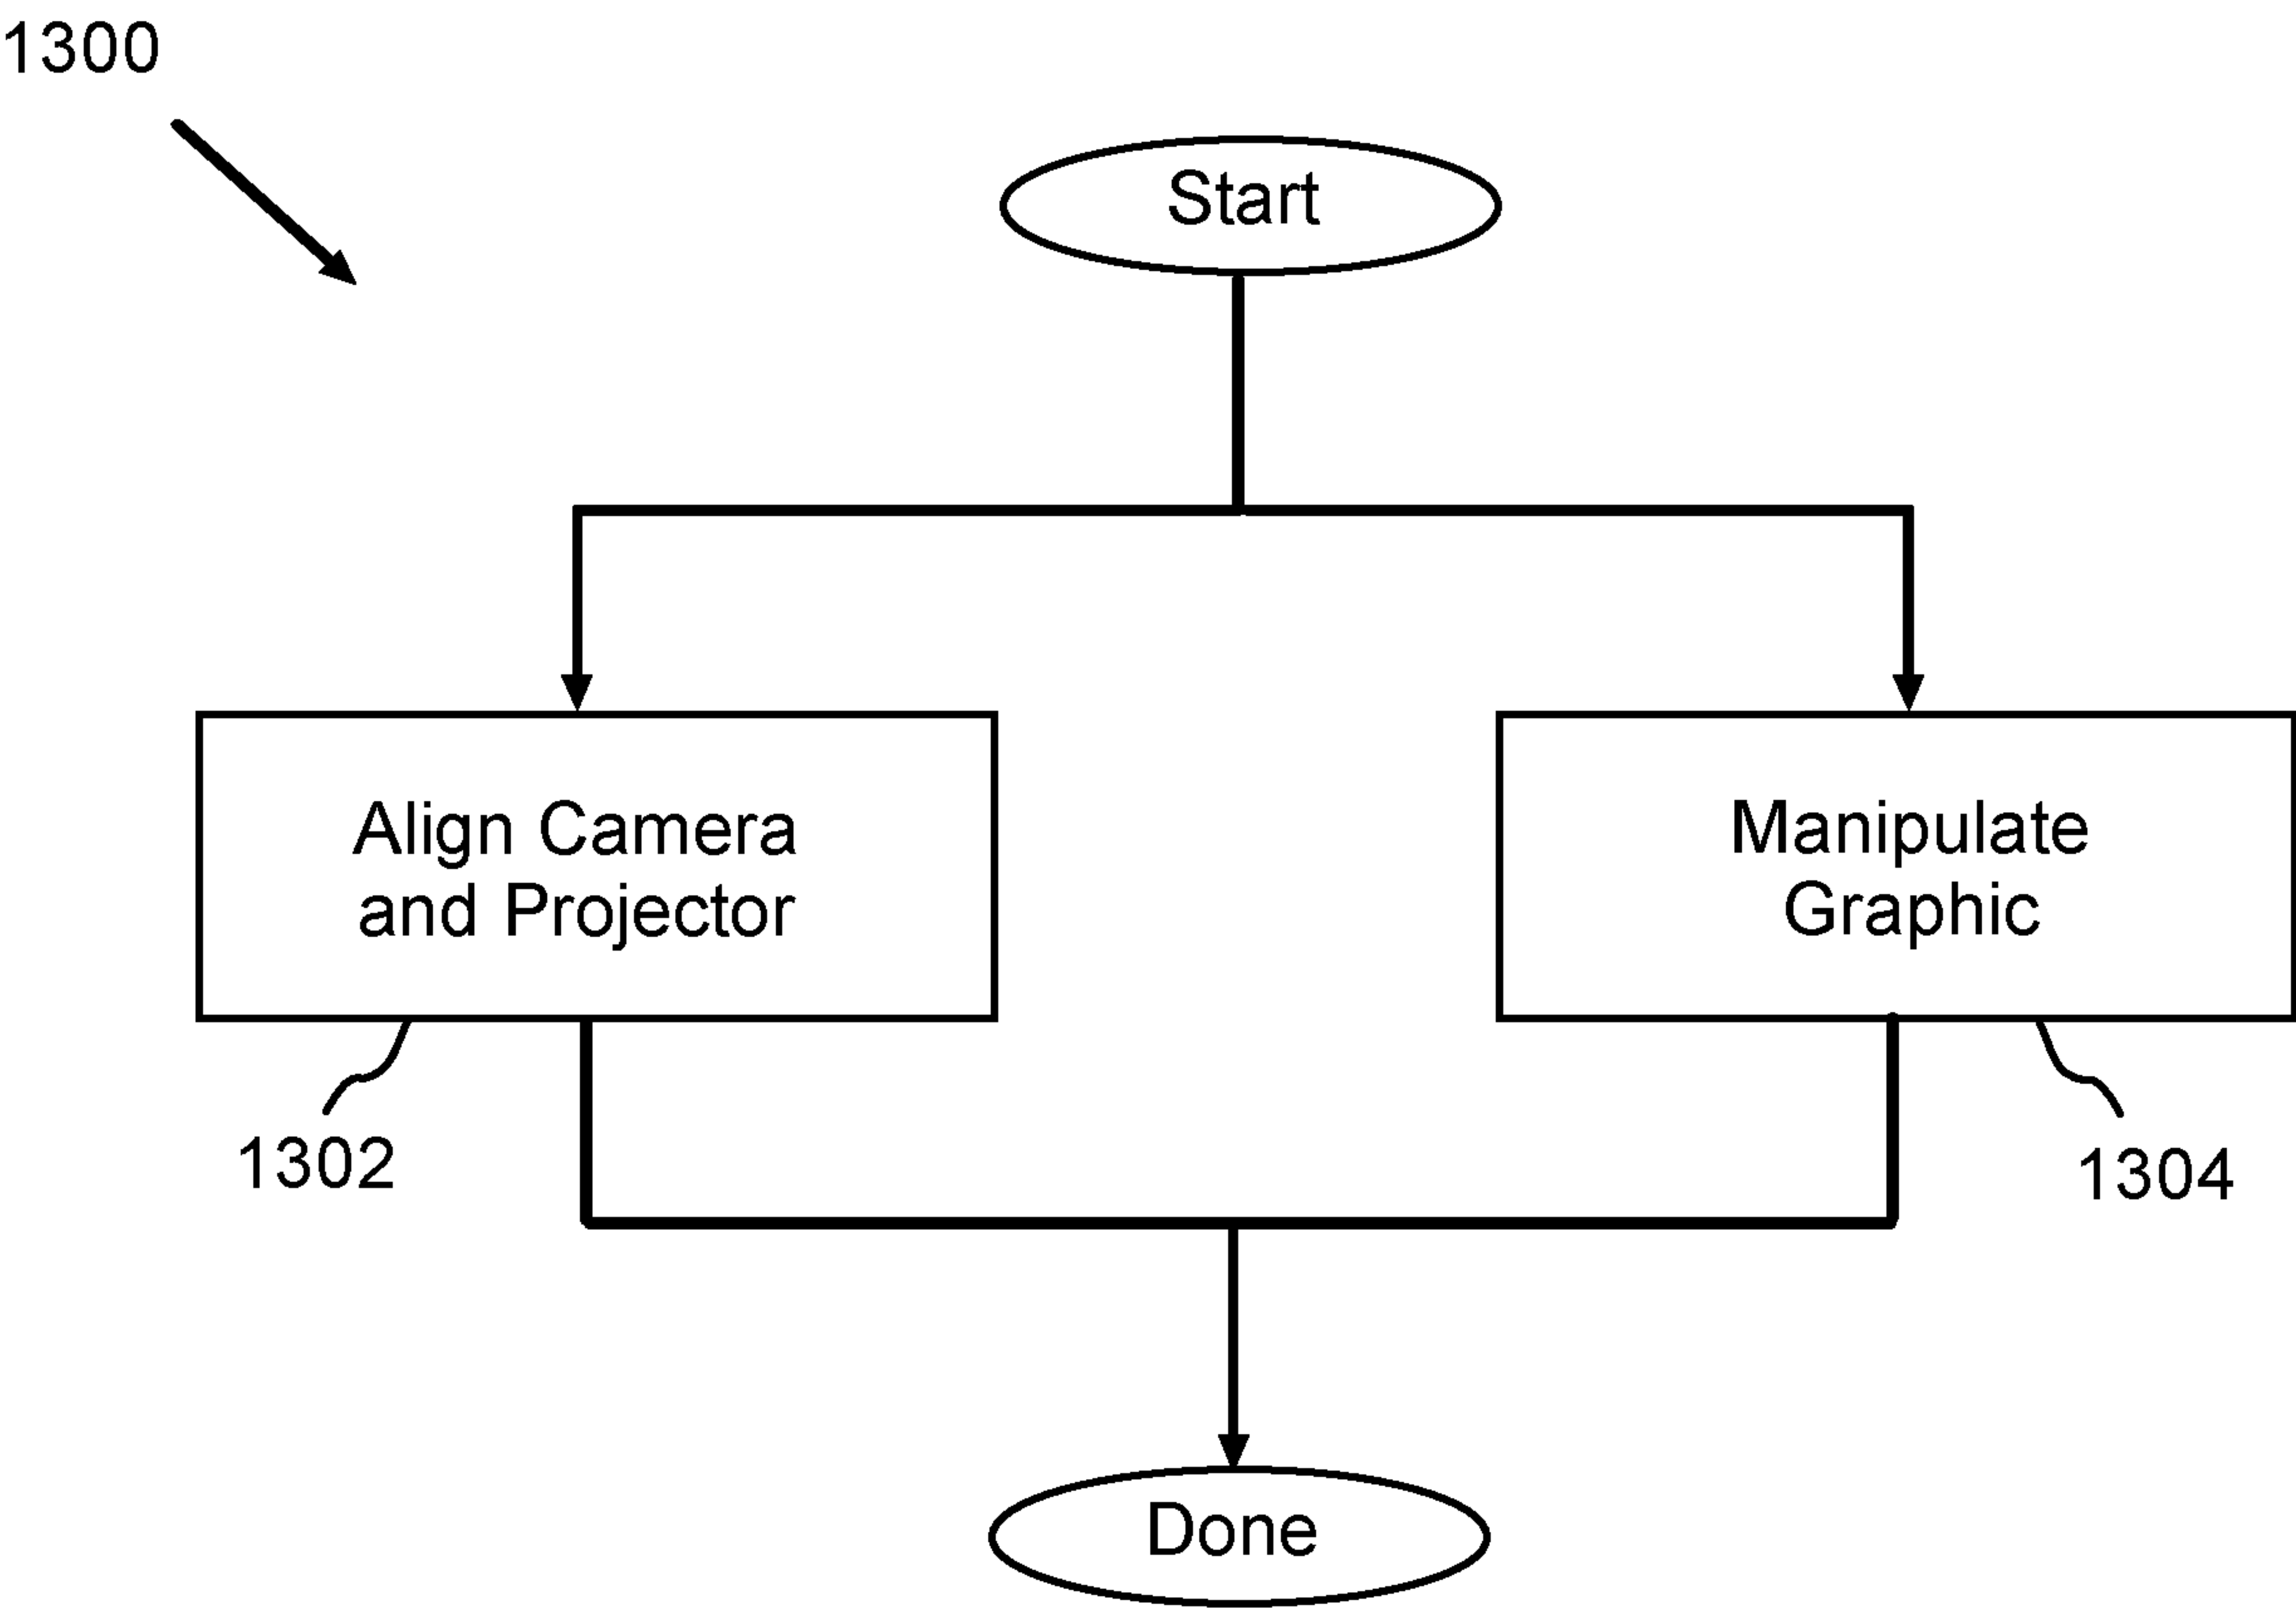 1300
Start
Align Camera
and Projector
Manipulate
Graphic
1302
1304
Done